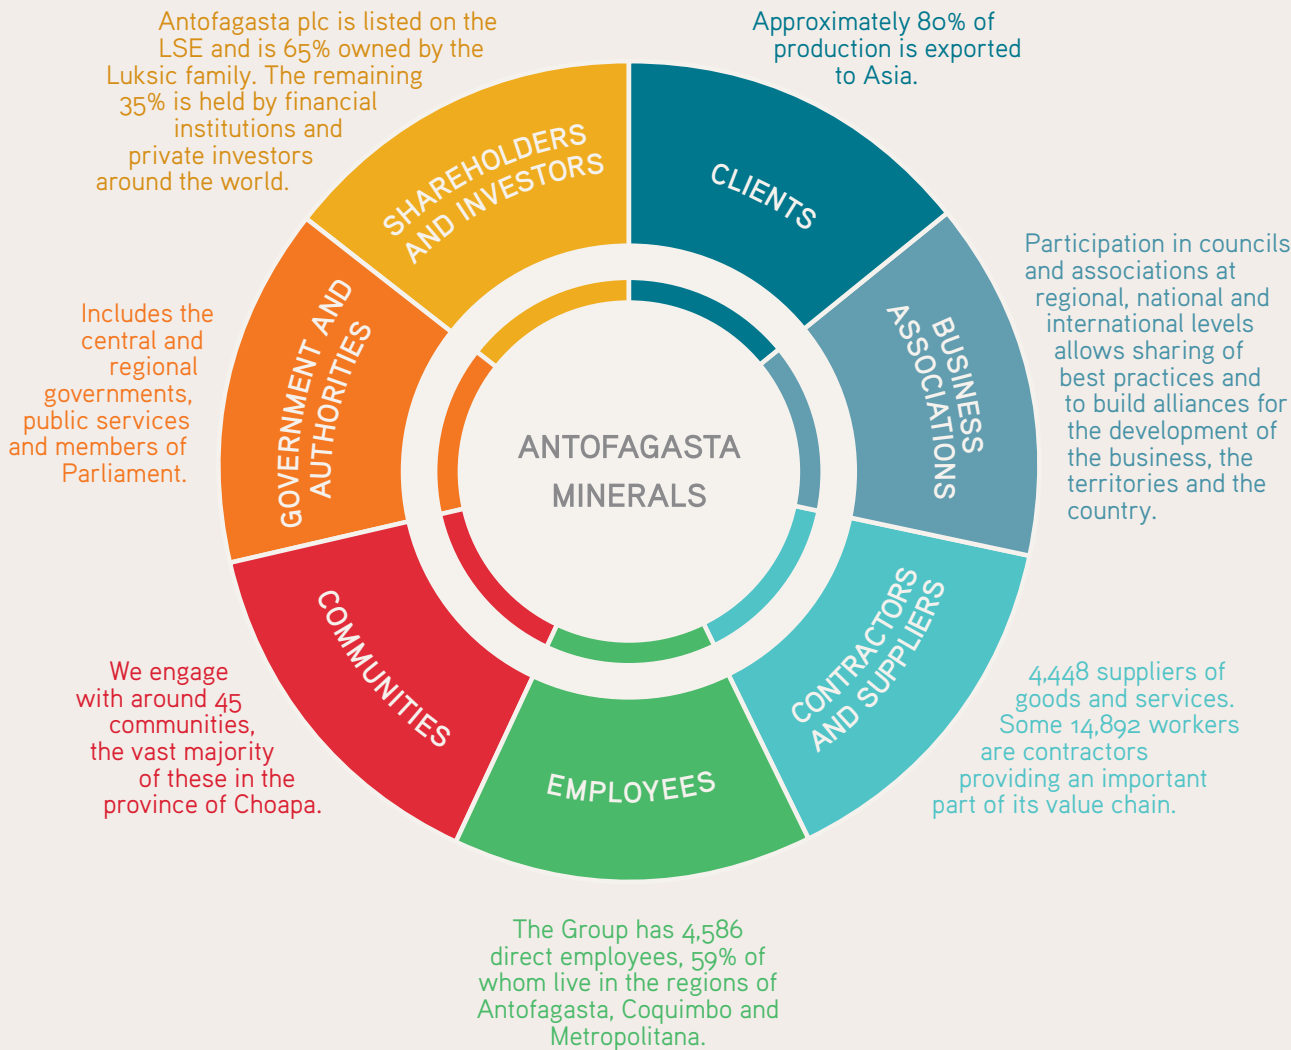 Antofagasta plc is listed on the
LSE and is 65% owned by the
Luksic family. The remaining
35% is held by financial
institutions and
private investors
around the world.
SHAREHOLDERS
AND INVESTORS
Approximately 80% of
production is exported
to Asia.
CLIENTS
Participation in councils
and associations at
regional, national and
international levels
allows sharing of
best practices and
to build alliances for
the development of
the business, the
territories and the
country.
BUSINESS
ASSOCIATIONS
Includes the
central and
regional
governments,
public services
and members of
Parliament.
GOVERNMENT AND
AUTHORITIES
ANTOFAGASTA
MINERALS
4,448 suppliers of
goods and services.
Some 14,892 workers
are contractors
providing an important
part of its value chain.
CONTRACTORS
AND SUPPLIERS
We engage
with around 45
communities,
the vast majority
of these in the
province of Choapa.
COMMUNITIES
EMPLOYEES
The Group has 4,586
direct employees, 59% of
whom live in the regions of
Antofagasta, Coquimbo and
Metropolitana.